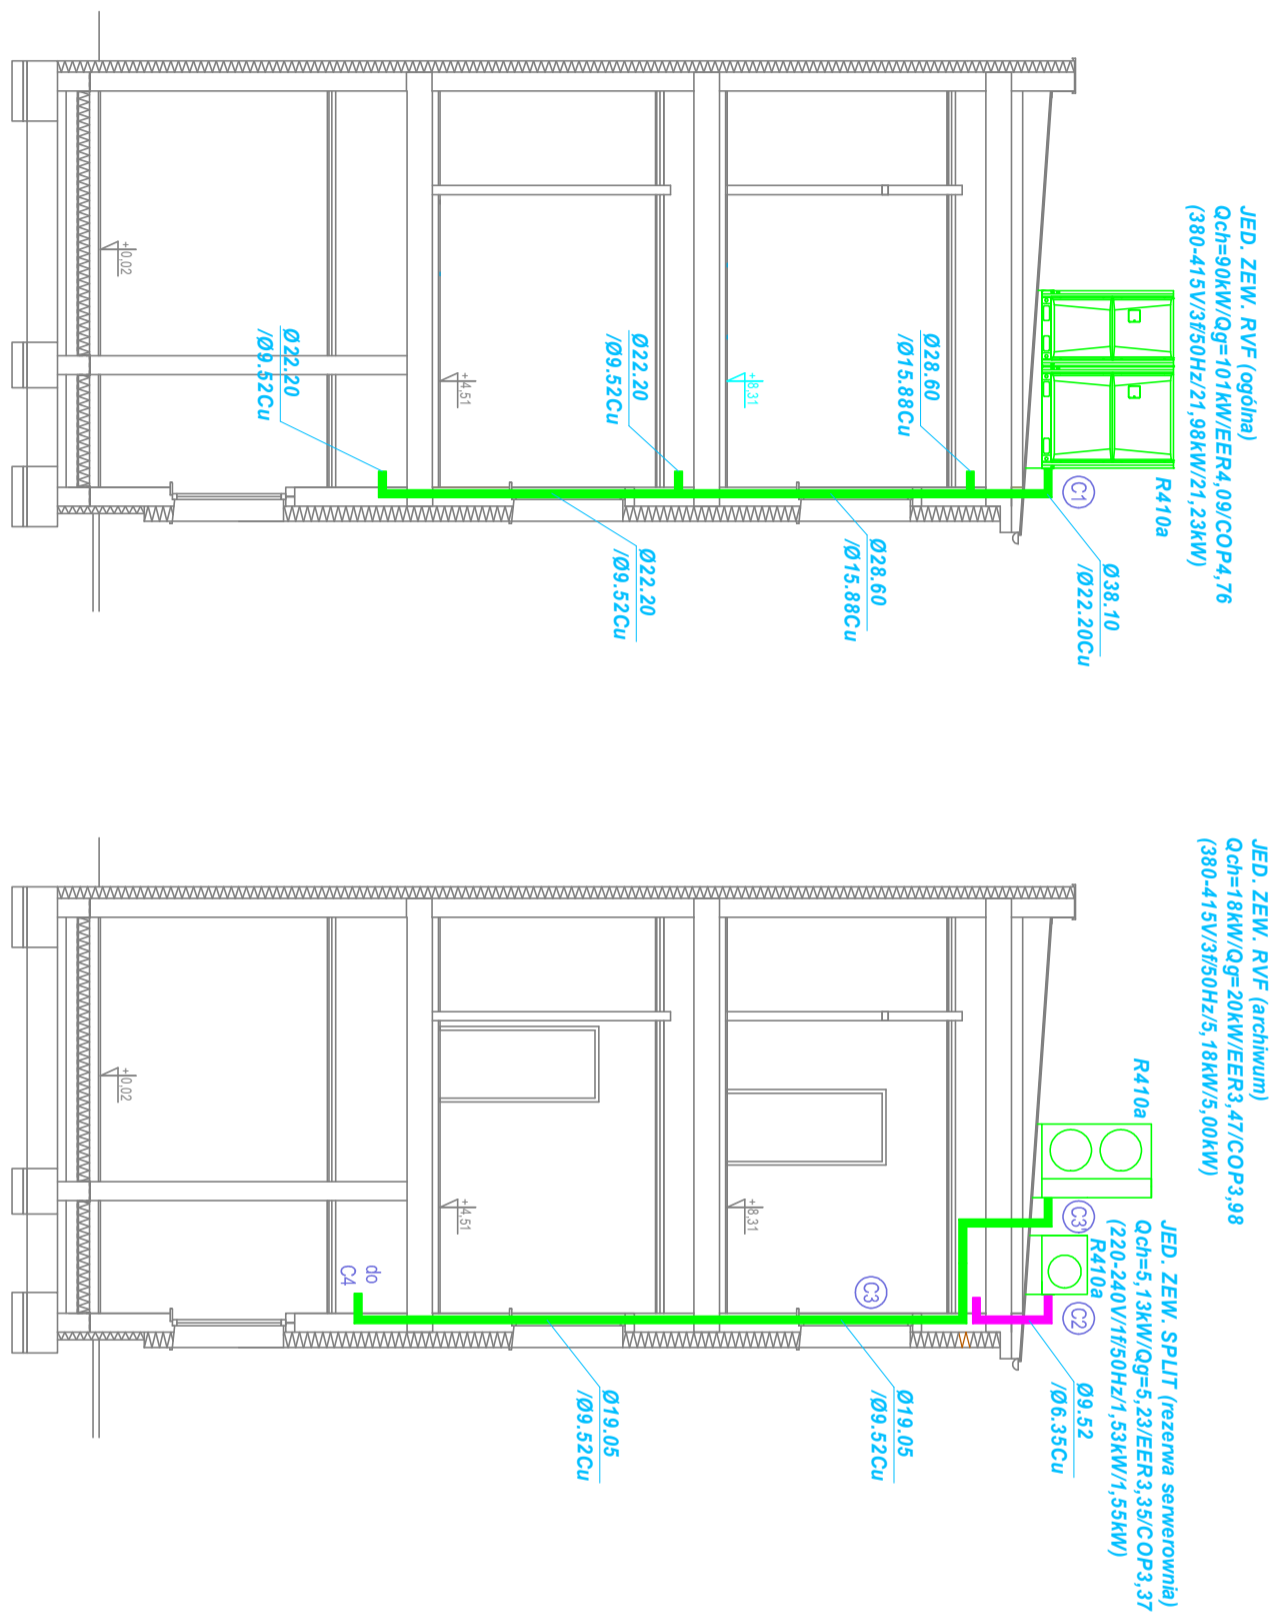 JED. ZEW. RVF (ogólna)
Qch=90kW/Qg=101kW/EER4,09/COP4,76
(380-415V/3f/50Hz/21,98kW/21,23kW)
R410a
C1
Ø38.10
/Ø22.20Cu
Ø28.60
/Ø15.88Cu
Ø28.60
/Ø15.88Cu
+8,31
Ø22.20
/Ø9.52Cu
Ø22.20
/Ø9.52Cu
+4,51
Ø22.20
/Ø9.52Cu
+0,02
JED. ZEW. RVF (archiwum)
Qch=18kW/Qg=20kW/EER3,47/COP3,98
(380-415V/3f/50Hz/5,18kW/5,00kW)
R410a
C3'
JED. ZEW. SPLIT (rezerwa serwerownia)
Qch=5,13kW/Qg=5,23/EER3,35/COP3,37
(220-240V/1f/50Hz/1,53kW/1,55kW)
R410a
C2
Ø9.52
/Ø6.35Cu
C3
Ø19.05
/Ø9.52Cu
+8,31
Ø19.05
/Ø9.52Cu
+4,51
do
C4
+0,02